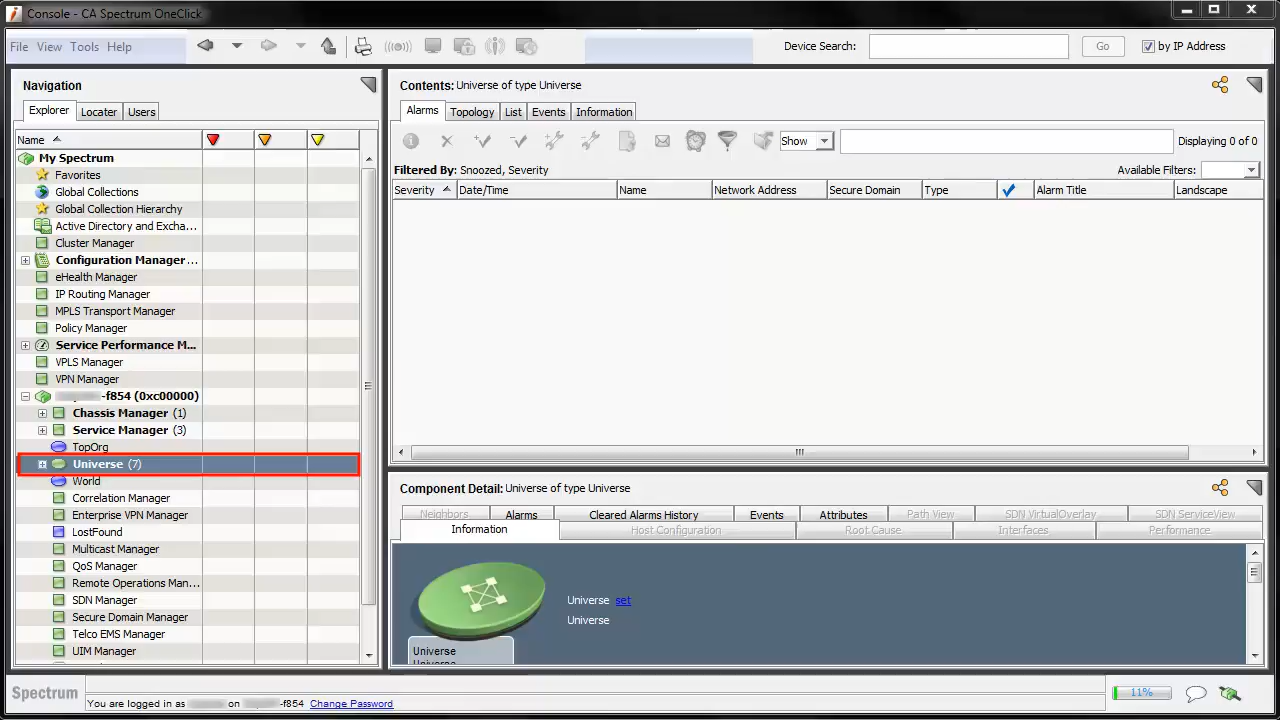 Console - CA Spectrum OneClick
File View Tools Help
Device Search:
Go
by IP Address
Navigation
Explorer Locater Users
Name
My Spectrum
Favorites
Global Collections
Global Collection Hierarchy
Active Directory and Excha...
Cluster Manager
Configuration Manager ...
eHealth Manager
IP Routing Manager
MPLS Transport Manager
Policy Manager
Service Performance M...
VPLS Manager
VPN Manager
-f854 (0xc00000)
Chassis Manager (1)
Service Manager (3)
TopOrg
Universe (7)
World
Correlation Manager
Enterprise VPN Manager
LostFound
Multicast Manager
QoS Manager
Remote Operations Man...
SDN Manager
Secure Domain Manager
Telco EMS Manager
UIM Manager
Contents: Universe of type Universe
Alarms Topology List Events Information
Show
Displaying 0 of 0
Filtered By: Snoozed, Severity
Available Filters:
Severity Date/Time Name Network Address Secure Domain Type Alarm Title Landscape
Component Detail: Universe of type Universe
Neighbors Alarms Cleared Alarms History Events Attributes Path View SDN VirtualOverlay SDN ServiceView
Information Host Configuration Root Cause Interfaces Performance
Universe set
Universe
Universe
Universe
Spectrum
You are logged in as on -f854 Change Password
11%